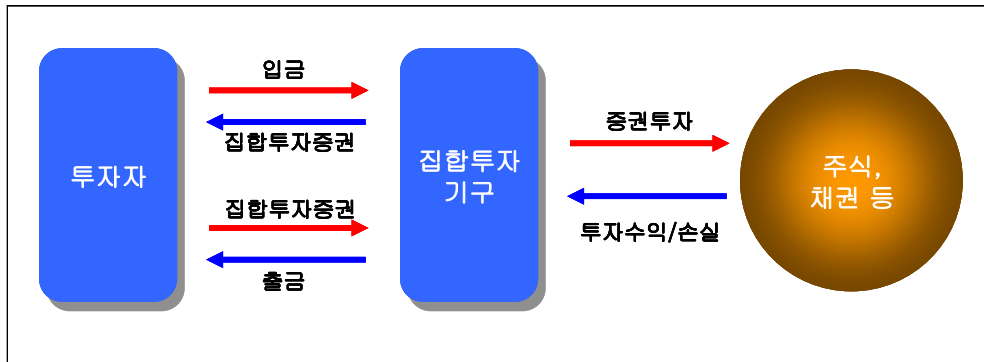 입금
집합투자증권
투자자
집합투자증권
출금
집합투자
기구
증권투자
투자수익/손실
주식,
채권 등